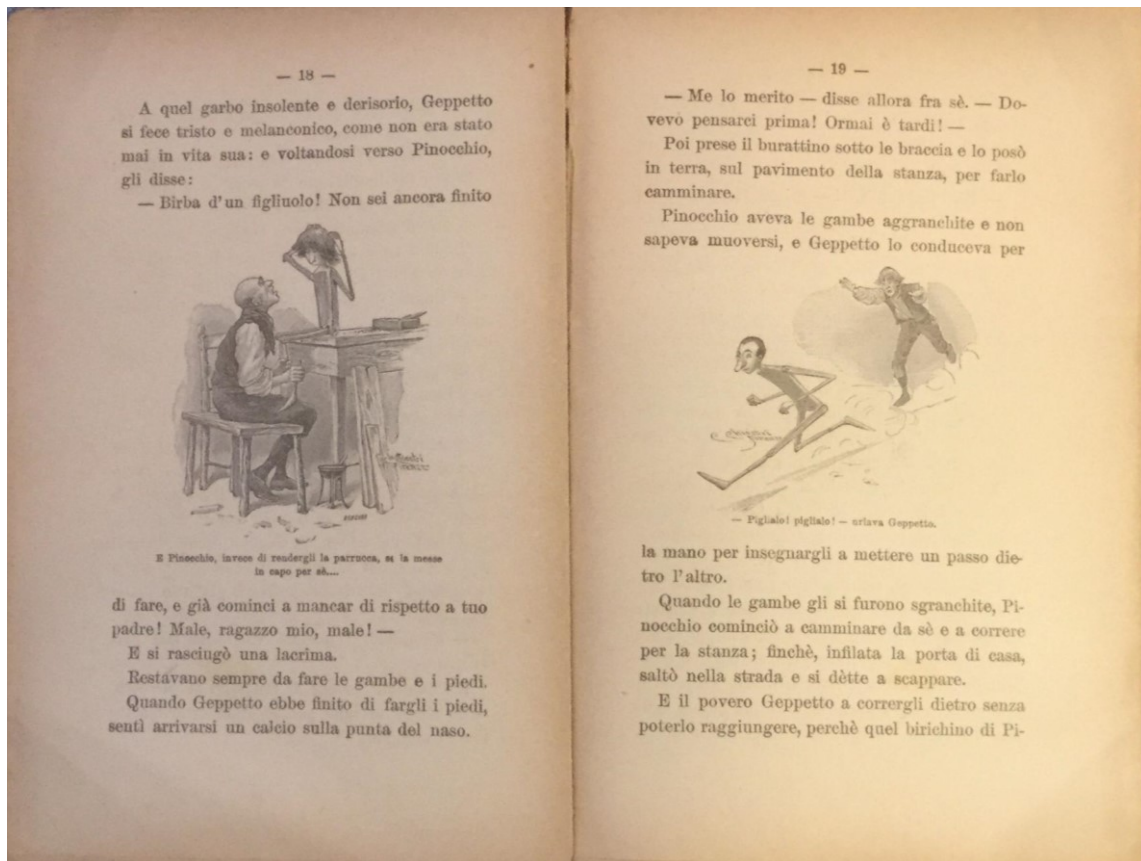 — 18 —
A quel garbo insolente e derisorio, Geppetto
si fece tristo e melanconico, come non era stato
mai in vita sua: e voltandosi verso Pinocchio,
gli disse:
— Birba d'un figliuolo! Non sei ancora finito
E Pinocchio, invece di rendergli la parrucca, se la messe
in capo per sè....
di fare, e già cominci a mancar di rispetto a tuo
padre! Male, ragazzo mio, male! —
E si rasciugò una lacrima.
Restavano sempre da fare le gambe e i piedi.
Quando Geppetto ebbe finito di fargli i piedi,
sentì arrivarsi un calcio sulla punta del naso.
— 19 —
— Me lo merito — disse allora fra sè. — Do-
vevo pensarci prima! Ormai è tardi! —
Poi prese il burattino sotto le braccia e lo posò
in terra, sul pavimento della stanza, per farlo
camminare.
Pinocchio aveva le gambe aggranchite e non
sapeva muoversi, e Geppetto lo conduceva per
— Piglialo! piglialo! — urlava Geppetto.
la mano per insegnargli a mettere un passo die-
tro l'altro.
Quando le gambe gli si furono sgranchite, Pi-
nocchio cominciò a camminare da sè e a correre
per la stanza; finchè, infilata la porta di casa,
saltò nella strada e si dètte a scappare.
E il povero Geppetto a corrergli dietro senza
poterlo raggiungere, perchè quel birichino di Pi-